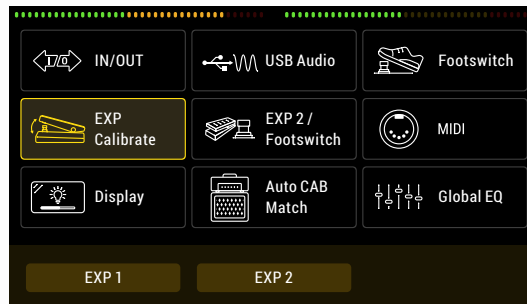 I/O IN/OUT
USB Audio
Footswitch
EXP
Calibrate
EXP 2 /
Footswitch
MIDI
Display
Auto CAB
Match
Global EQ
EXP 1
EXP 2